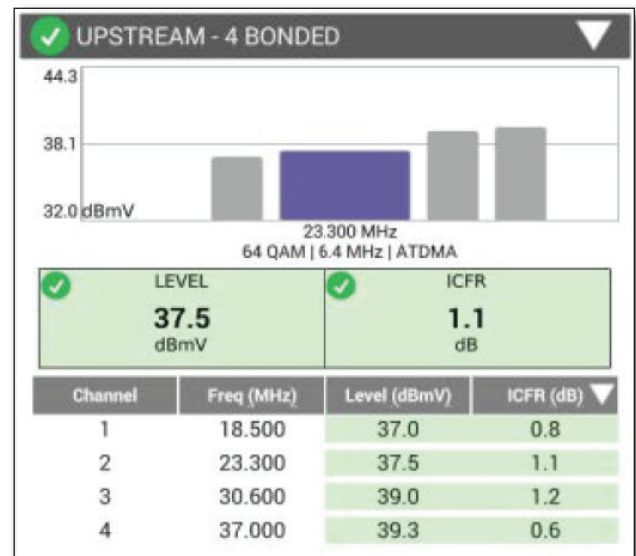 UPSTREAM - 4 BONDED
44.3
38.1
32.0 dBmV
23.300 MHz
64 QAM | 6.4 MHz | ATDMA
LEVEL ICFR
37.5 1.1
dBmV dB
Channel Freq (MHz) Level (dBmV) ICFR (dB)
1 18.500 37.0 0.8
2 23.300 37.5 1.1
3 30.600 39.0 1.2
4 37.000 39.3 0.6